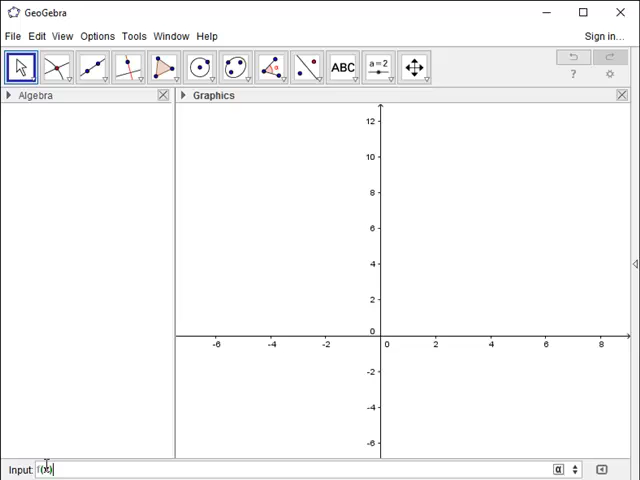 GeoGebra
File Edit View Options Tools Window Help Sign in...
ABC a=2 ?
Algebra Graphics
12
10
8
6
4
2
0
-6 -4 -2 0 2 4 6 8
-2
-4
-6
Input: f(x) α